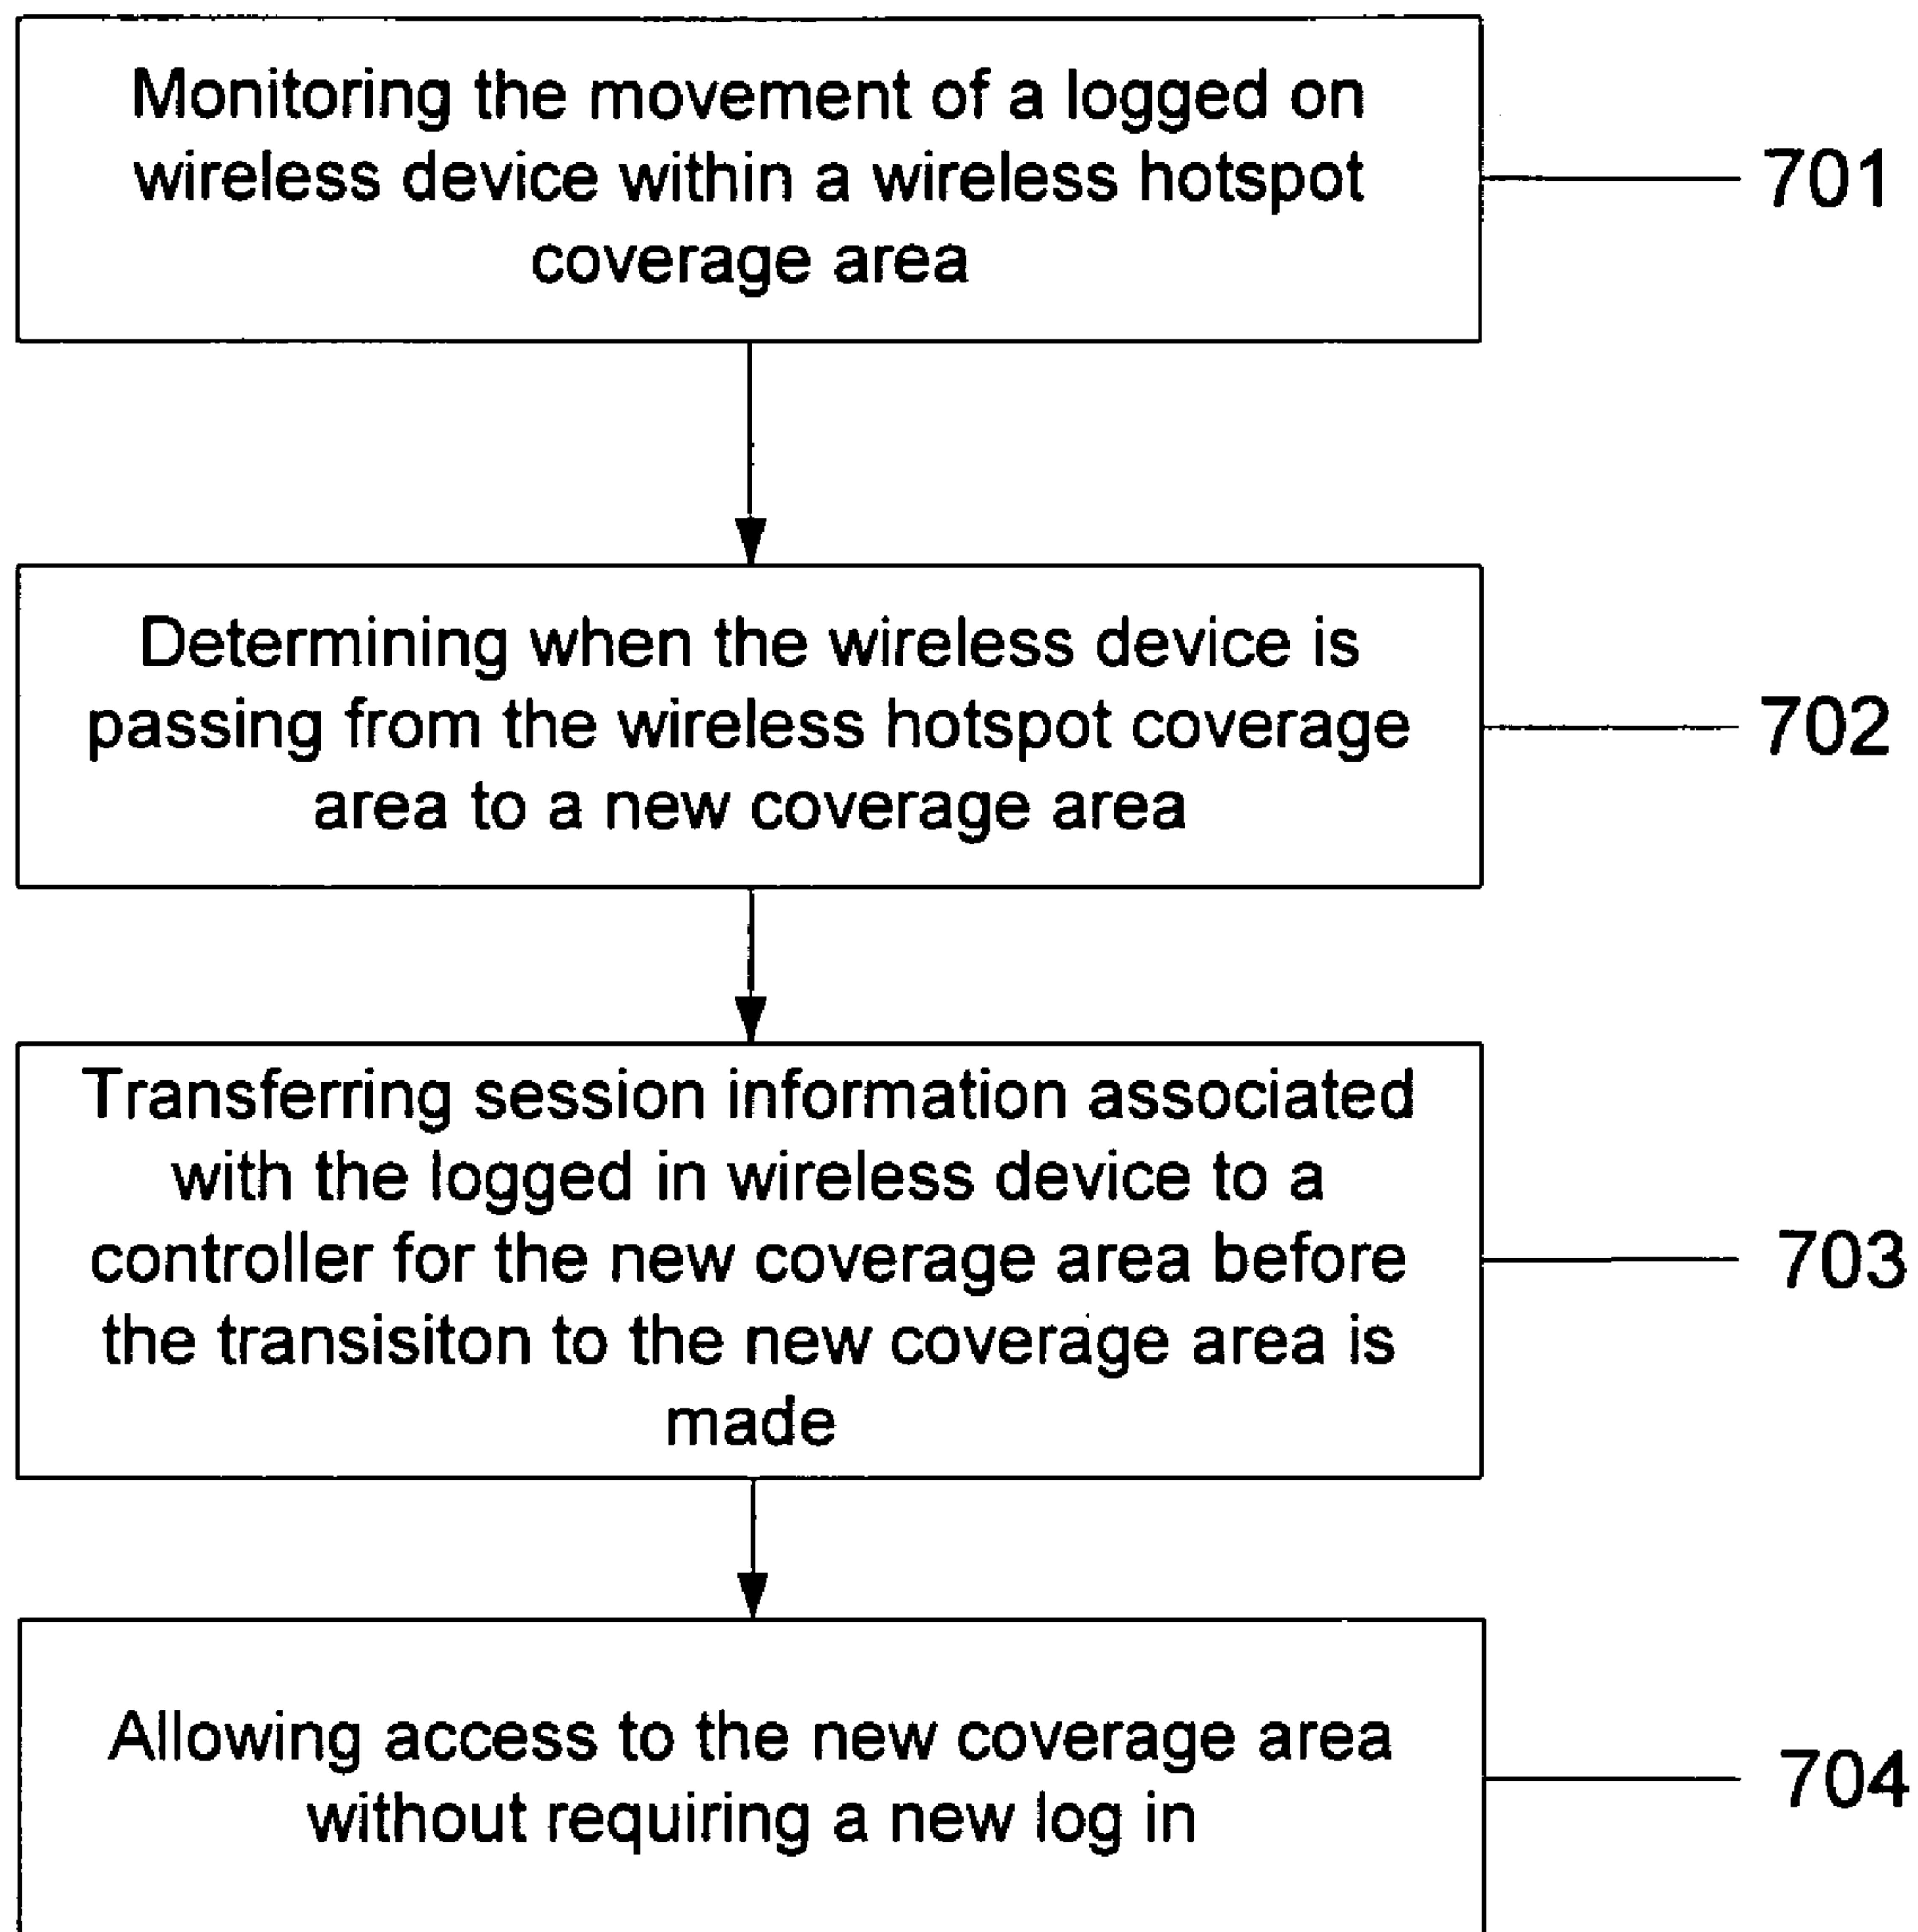 Monitoring the movement of a logged on
wireless device within a wireless hotspot
coverage area
701
Determining when the wireless device is
passing from the wireless hotspot coverage
area to a new coverage area
702
Transferring session information associated
with the logged in wireless device to a
controller for the new coverage area before
the transisiton to the new coverage area is
made
703
Allowing access to the new coverage area
without requiring a new log in
704